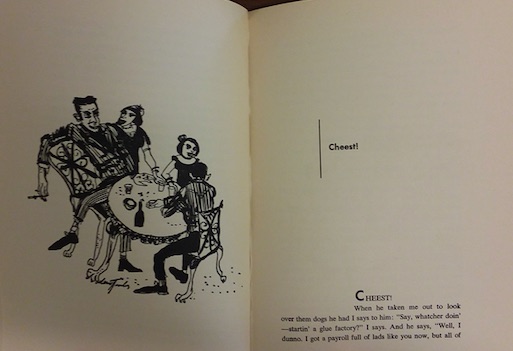 Cheest!
CHEEST!
When he took me out to look
over them dogs he had I says to him: "Say, whatcher doin'
—startin' a glue factory?" I says. And he says, "Well, I
dunno. I got a payroll full of lads like you now, but all of